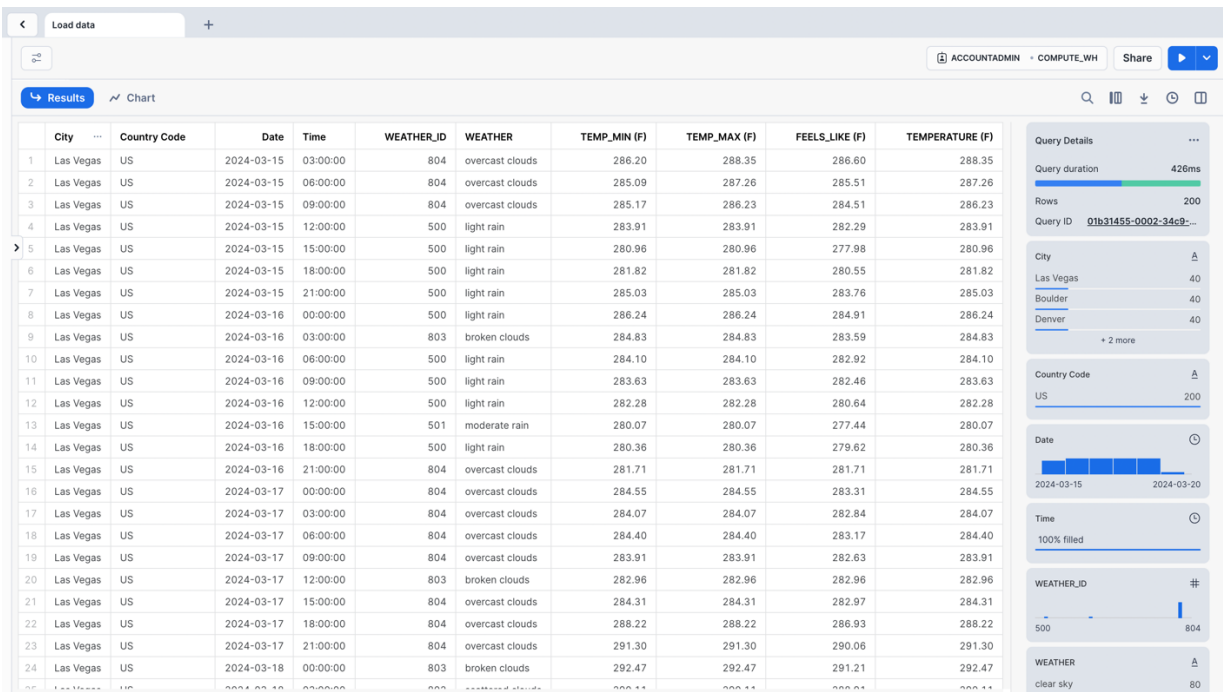 Load data
ACCOUNTADMIN · COMPUTE_WH Share
Results Chart
City ... Country Code Date Time WEATHER_ID WEATHER TEMP_MIN (F) TEMP_MAX (F) FEELS_LIKE (F) TEMPERATURE (F)
1 Las Vegas US 2024-03-15 03:00:00 804 overcast clouds 286.20 288.35 286.60 288.35
2 Las Vegas US 2024-03-15 06:00:00 804 overcast clouds 285.09 287.26 285.51 287.26
3 Las Vegas US 2024-03-15 09:00:00 804 overcast clouds 285.17 286.23 284.51 286.23
4 Las Vegas US 2024-03-15 12:00:00 500 light rain 283.91 283.91 282.29 283.91
5 Las Vegas US 2024-03-15 15:00:00 500 light rain 280.96 280.96 277.98 280.96
6 Las Vegas US 2024-03-15 18:00:00 500 light rain 281.82 281.82 280.55 281.82
7 Las Vegas US 2024-03-15 21:00:00 500 light rain 285.03 285.03 283.76 285.03
8 Las Vegas US 2024-03-16 00:00:00 500 light rain 286.24 286.24 284.91 286.24
9 Las Vegas US 2024-03-16 03:00:00 803 broken clouds 284.83 284.83 283.59 284.83
10 Las Vegas US 2024-03-16 06:00:00 500 light rain 284.10 284.10 282.92 284.10
11 Las Vegas US 2024-03-16 09:00:00 500 light rain 283.63 283.63 282.46 283.63
12 Las Vegas US 2024-03-16 12:00:00 500 light rain 282.28 282.28 280.64 282.28
13 Las Vegas US 2024-03-16 15:00:00 501 moderate rain 280.07 280.07 277.44 280.07
14 Las Vegas US 2024-03-16 18:00:00 500 light rain 280.36 280.36 279.62 280.36
15 Las Vegas US 2024-03-16 21:00:00 804 overcast clouds 281.71 281.71 281.71 281.71
16 Las Vegas US 2024-03-17 00:00:00 804 overcast clouds 284.55 284.55 283.31 284.55
17 Las Vegas US 2024-03-17 03:00:00 804 overcast clouds 284.07 284.07 282.84 284.07
18 Las Vegas US 2024-03-17 06:00:00 804 overcast clouds 284.40 284.40 283.17 284.40
19 Las Vegas US 2024-03-17 09:00:00 804 overcast clouds 283.91 283.91 282.63 283.91
20 Las Vegas US 2024-03-17 12:00:00 803 broken clouds 282.96 282.96 282.96 282.96
21 Las Vegas US 2024-03-17 15:00:00 804 overcast clouds 284.31 284.31 282.97 284.31
22 Las Vegas US 2024-03-17 18:00:00 804 overcast clouds 288.22 288.22 286.93 288.22
23 Las Vegas US 2024-03-17 21:00:00 804 overcast clouds 291.30 291.30 290.06 291.30
24 Las Vegas US 2024-03-18 00:00:00 803 broken clouds 292.47 292.47 291.21 292.47
Query Details ...
Query duration 426ms
Rows 200
Query ID 01b31455-0002-34c9-...
City A
Las Vegas 40
Boulder 40
Denver 40
+ 2 more
Country Code A
US 200
Date
2024-03-15 2024-03-20
Time
100% filled
WEATHER_ID #
500 804
WEATHER A
clear sky 80